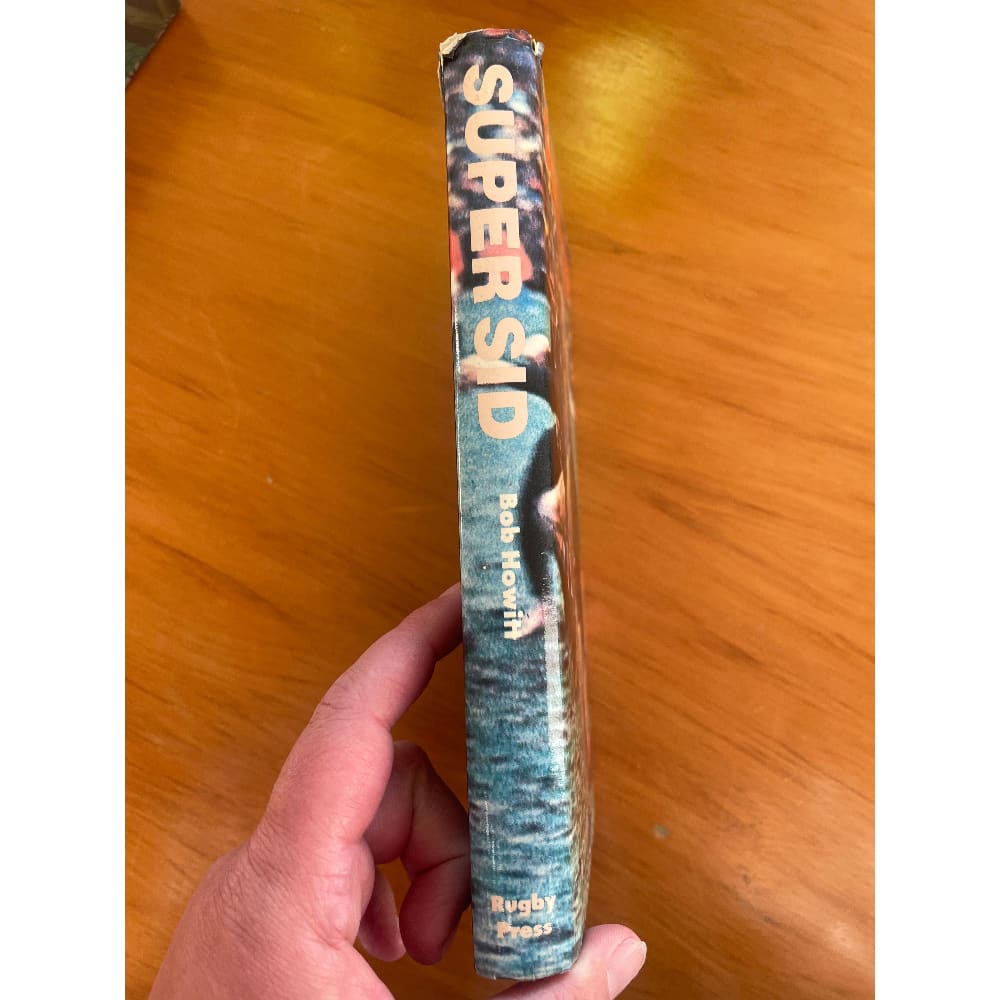 SUPER SID
Bob Howitt
Rugby
Press